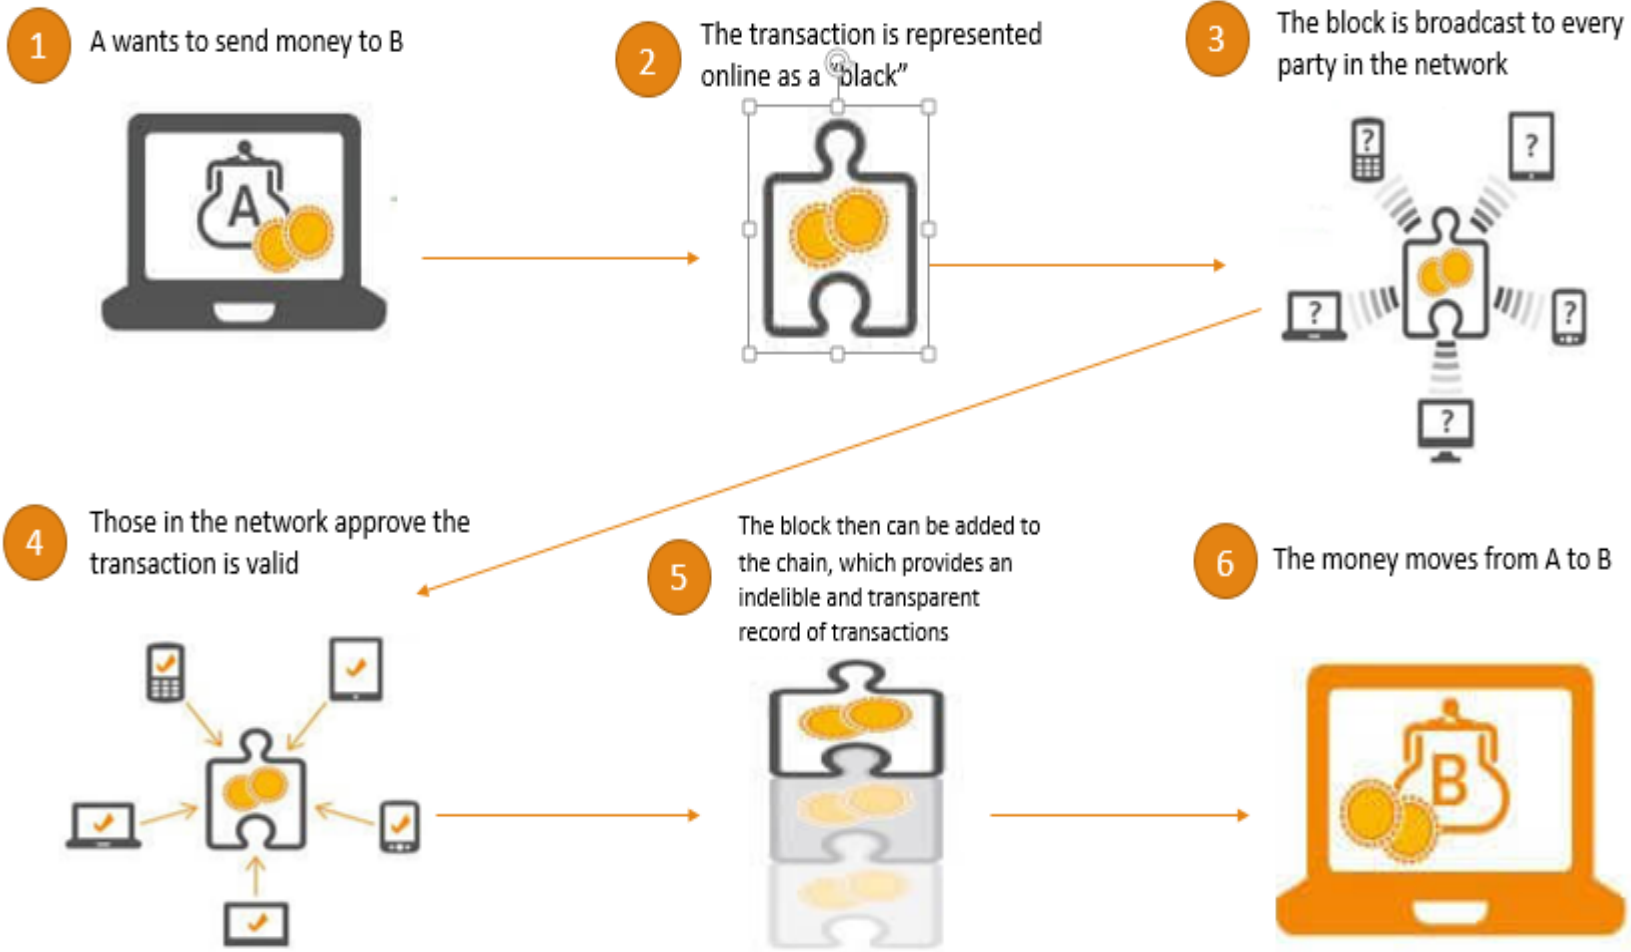 1
A wants to send money to B
2
The transaction is represented
online as a "black"
3
The block is broadcast to every
party in the network
A
?
?
?
?
?
4
Those in the network approve the
transaction is valid
5
The block then can be added to
the chain, which provides an
indelible and transparent
record of transactions
6
The money moves from A to B
B